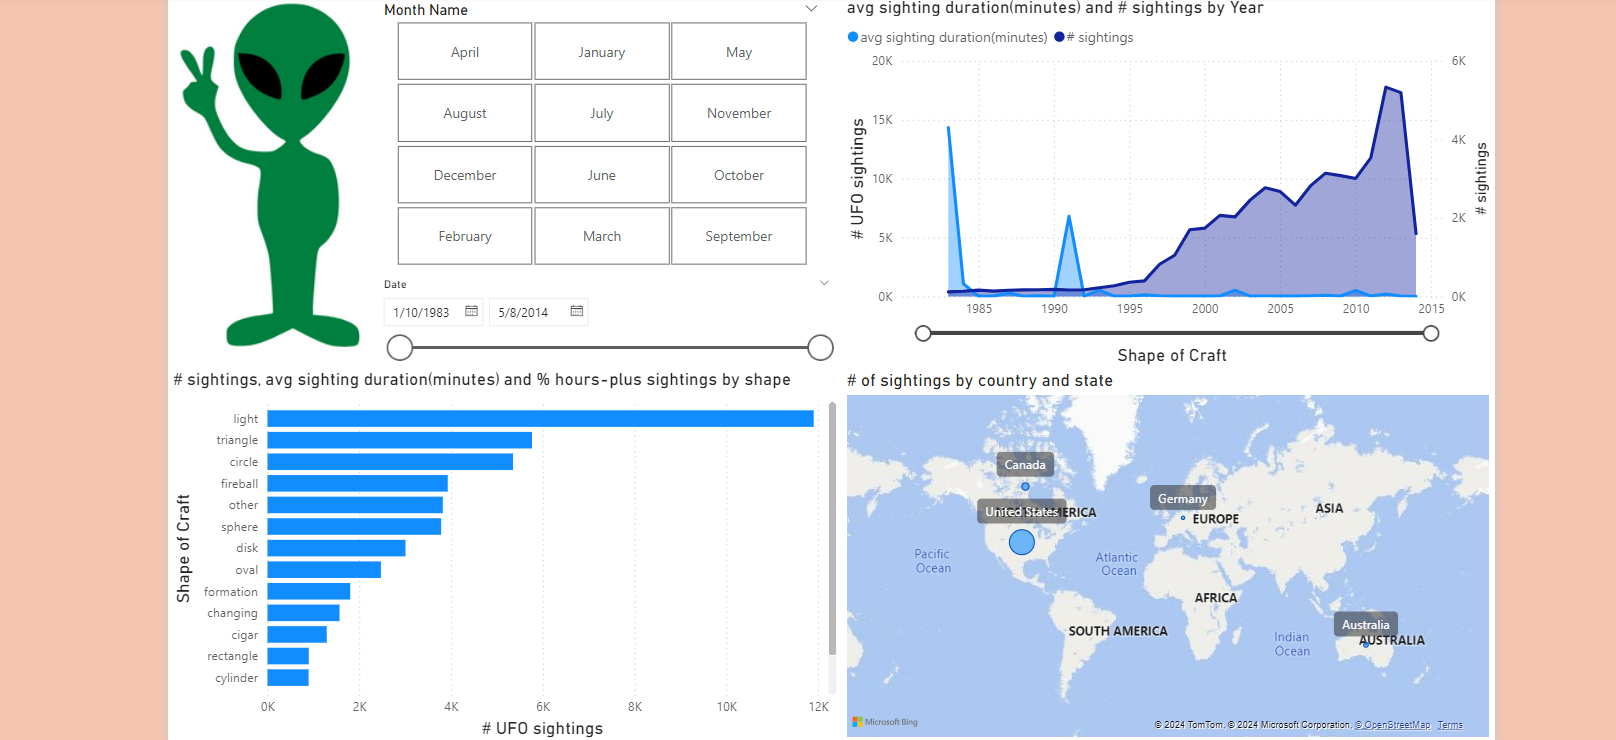 Month Name
April January May
August July November
December June October
February March September
Date
1/10/1983 5/8/2014
avg sighting duration(minutes) and # sightings by Year
avg sighting duration(minutes) # sightings
20K 6K
15K
4K
10K
2K
5K
0K 0K
# UFO sightings
# sightings
1985 1990 1995 2000 2005 2010 2015
Shape of Craft
# sightings, avg sighting duration(minutes) and % hours-plus sightings by shape
Shape of Craft
light
triangle
circle
fireball
other
sphere
disk
oval
formation
changing
cigar
rectangle
cylinder
0K 2K 4K 6K 8K 10K 12K
# UFO sightings
# of sightings by country and state
Canada
Germany
United States
ASIA
EUROPE
Pacific
Ocean
Atlantic
Ocean
AFRICA
Australia
SOUTH AMERICA
AUSTRALIA
Indian
Ocean
Microsoft Bing
© 2024 TomTom, © 2024 Microsoft Corporation, © OpenStreetMap Terms